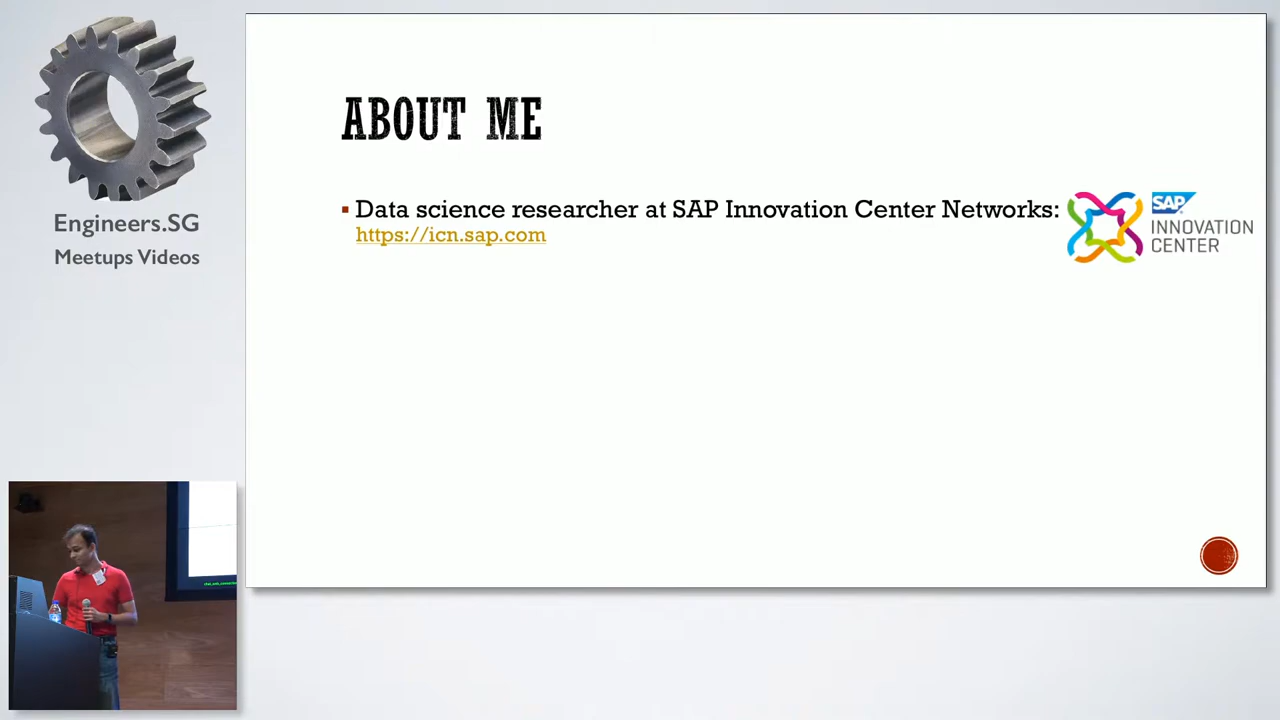 Engineers.SG
Meetups Videos
ABOUT ME
▪ Data science researcher at SAP Innovation Center Networks:
https://icn.sap.com
SAP
INNOVATION
CENTER